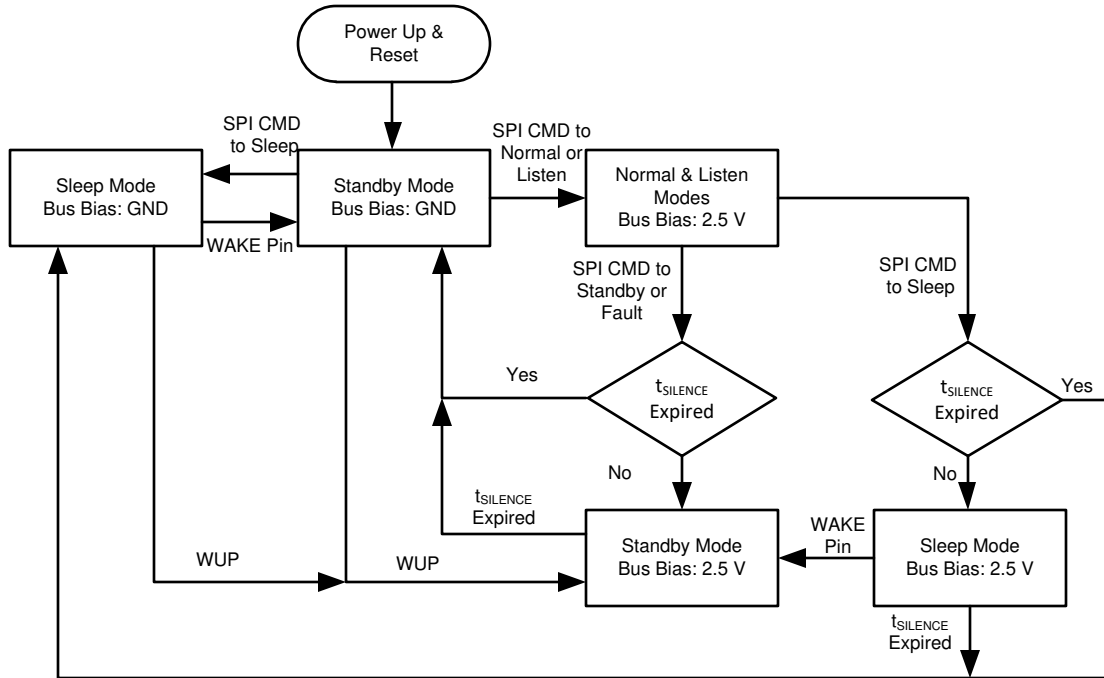 Power Up &
Reset
SPI CMD
to Sleep
SPI CMD to
Normal or
Listen
Sleep Mode
Bus Bias: GND
Standby Mode
Bus Bias: GND
Normal & Listen
Modes
Bus Bias: 2.5 V
WAKE Pin
SPI CMD to
Standby or
Fault
SPI CMD
to Sleep
Yes
tSILENCE
Expired
tSILENCE
Expired
Yes
No
No
tSILENCE
Expired
Standby Mode
Bus Bias: 2.5 V
WAKE
Pin
Sleep Mode
Bus Bias: 2.5 V
WUP
WUP
tSILENCE
Expired